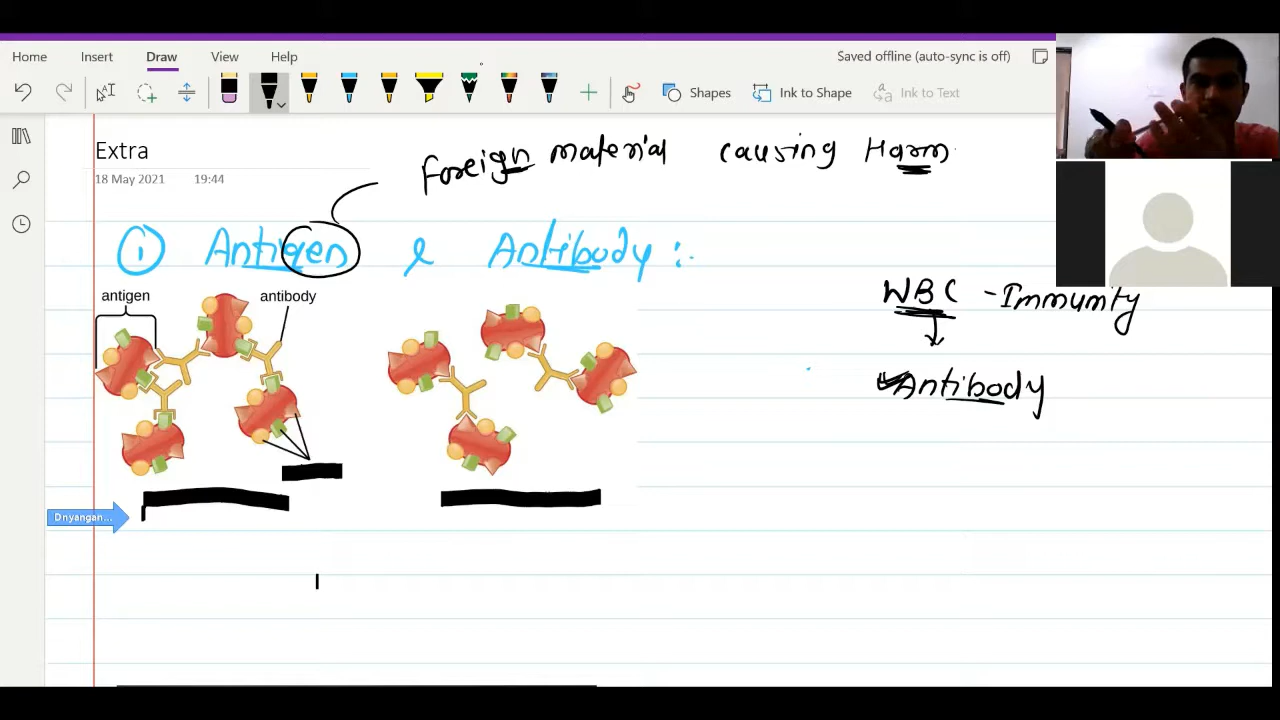 Home Insert Draw View Help Saved offline (auto-sync is off)
Shapes Ink to Shape Ink to Text
Extra
18 May 2021 19:44
Foreign material causing Harm
① Antigen & Antibody :-
antigen antibody
WBC - Immunity
Antibody
Dnyangan...